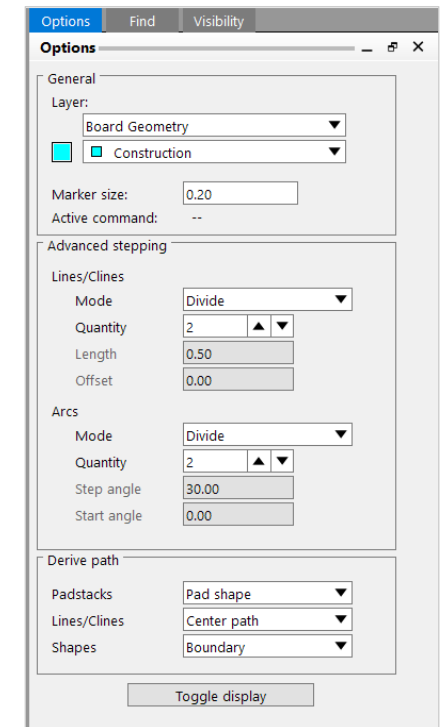 Options Find Visibility
Options
General
Layer:
Board Geometry
Construction
Marker size: 0.20
Active command: --
Advanced stepping
Lines/Clines
Mode Divide
Quantity 2
Length 0.50
Offset 0.00
Arcs
Mode Divide
Quantity 2
Step angle 30.00
Start angle 0.00
Derive path
Padstacks Pad shape
Lines/Clines Center path
Shapes Boundary
Toggle display